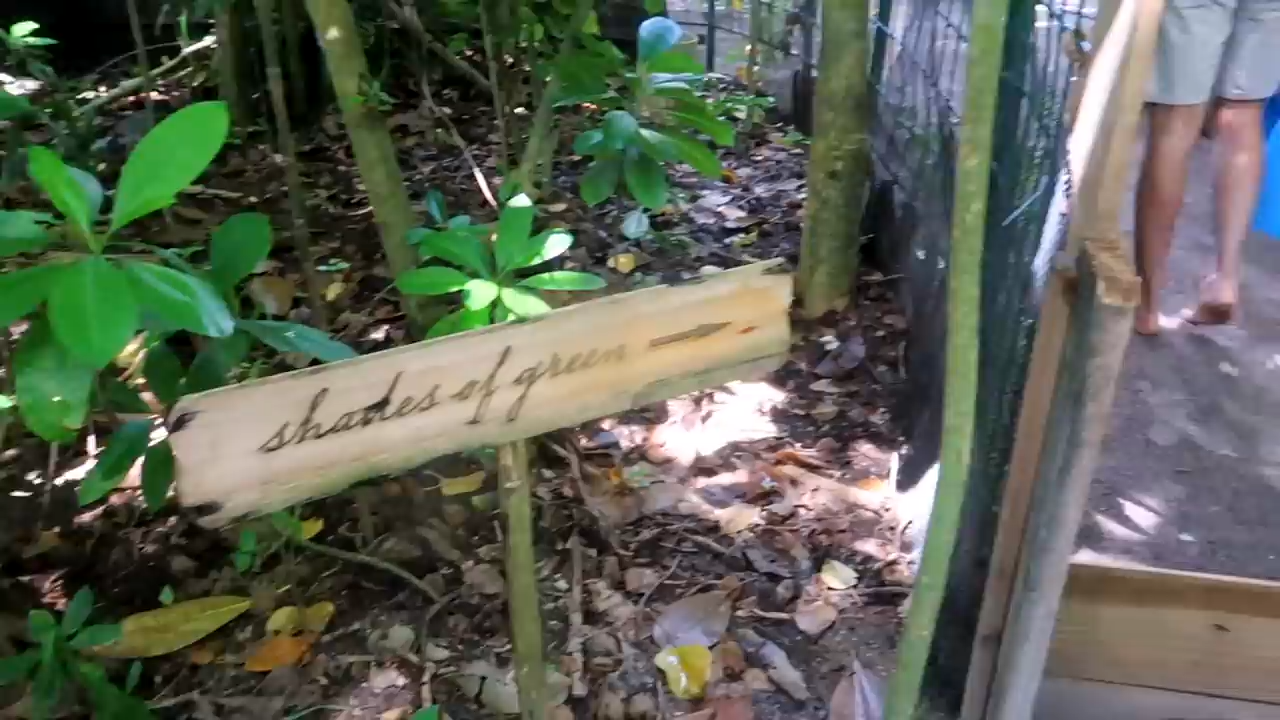 shades of green →